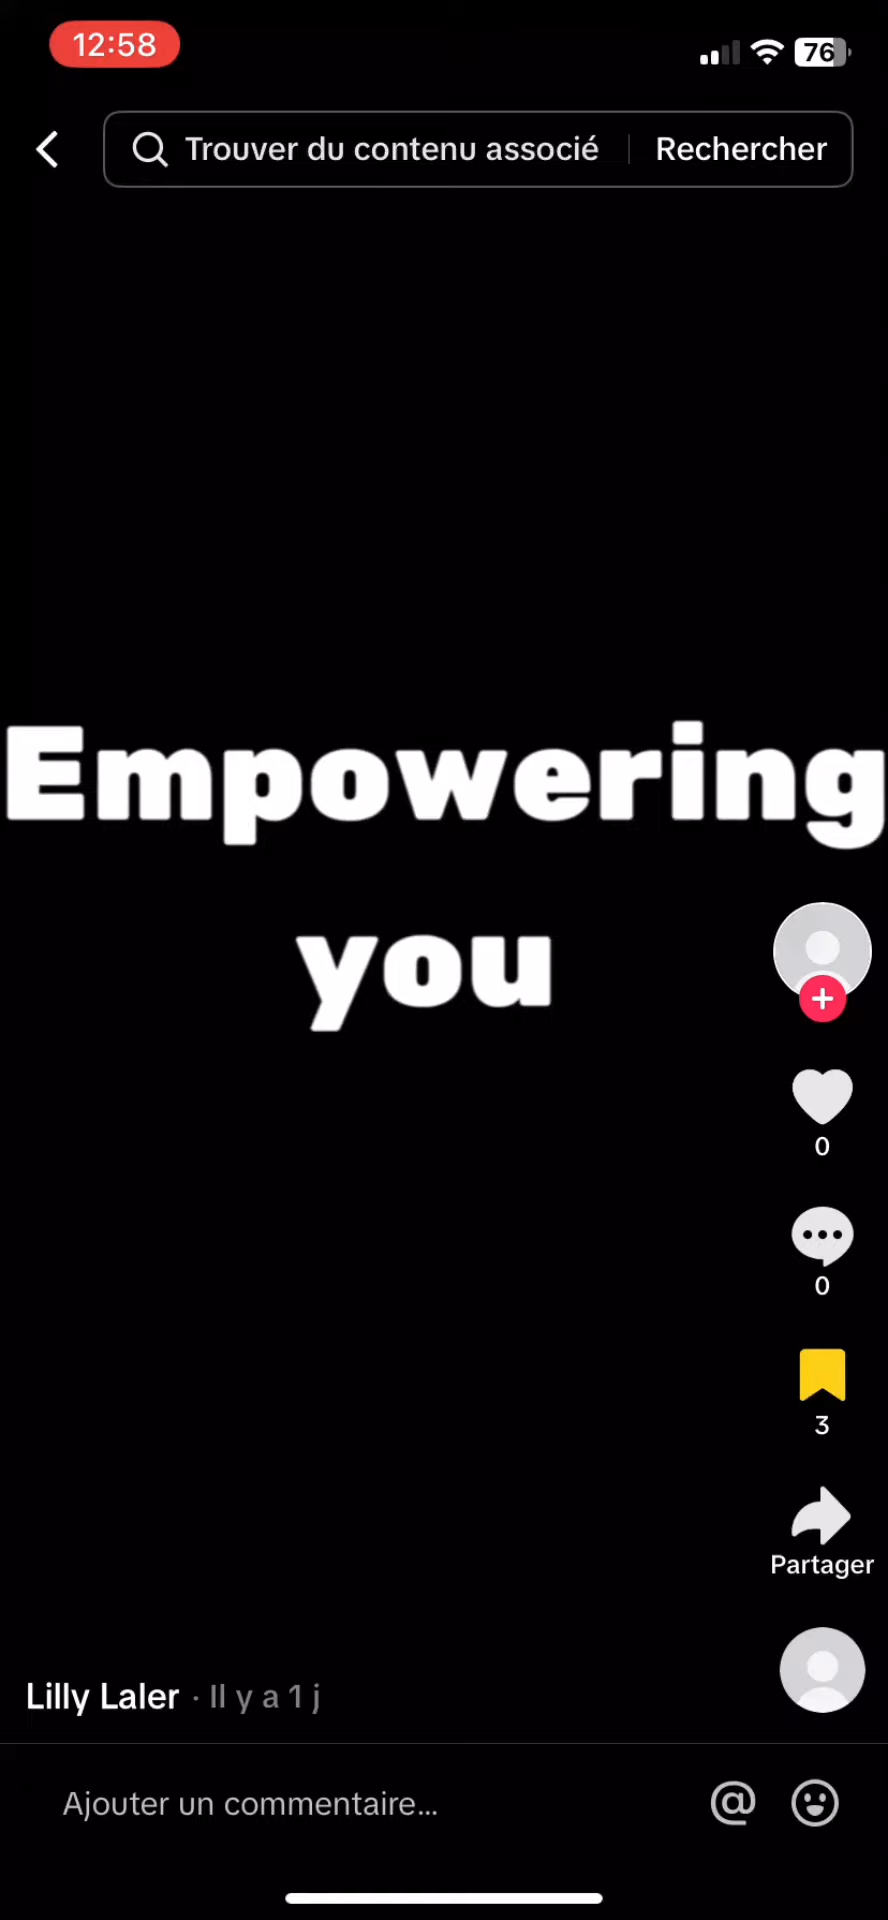 12:58
76
Trouver du contenu associé
Rechercher
Empowering
you
0
0
3
Partager
Lilly Laler · Il y a 1 j
Ajouter un commentaire...